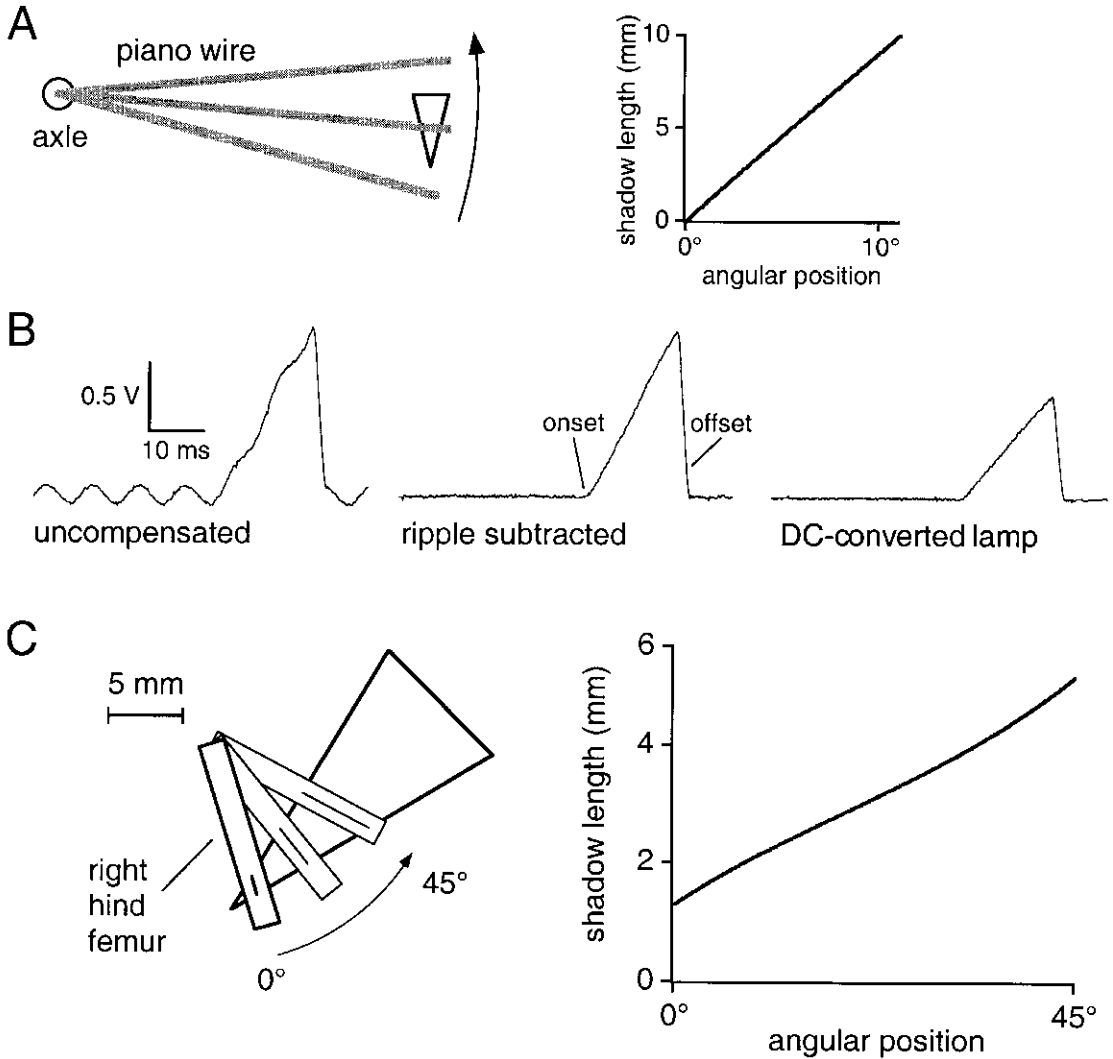 A
piano wire
axle
shadow length (mm)
10
5
0
0°
10°
angular position
B
0.5 V
10 ms
onset
offset
uncompensated
ripple subtracted
DC-converted lamp
C
5 mm
right
hind
femur
0°
45°
shadow length (mm)
6
4
2
0
0°
45°
angular position